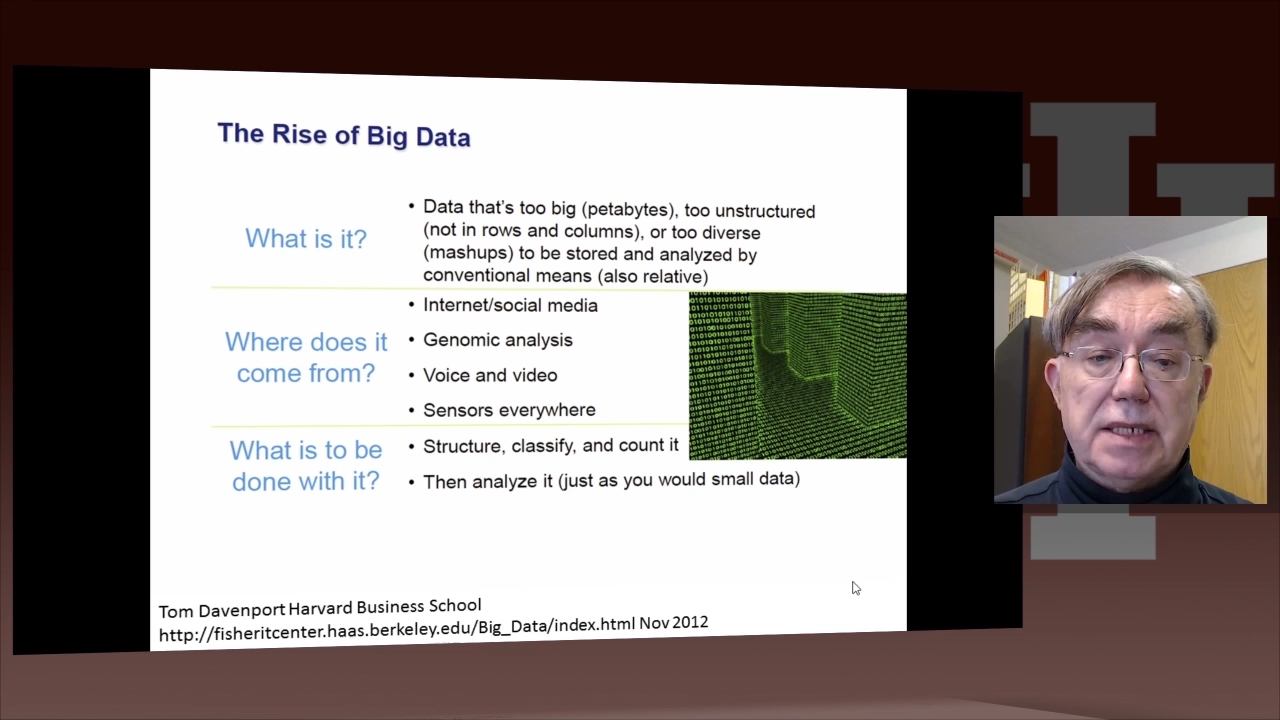 The Rise of Big Data
What is it?
• Data that's too big (petabytes), too unstructured
(not in rows and columns), or too diverse
(mashups) to be stored and analyzed by
conventional means (also relative)
Where does it
come from?
• Internet/social media
• Genomic analysis
• Voice and video
• Sensors everywhere
What is to be
done with it?
• Structure, classify, and count it
• Then analyze it (just as you would small data)
Tom Davenport Harvard Business School
http://fisheritcenter.haas.berkeley.edu/Big_Data/index.html Nov 2012